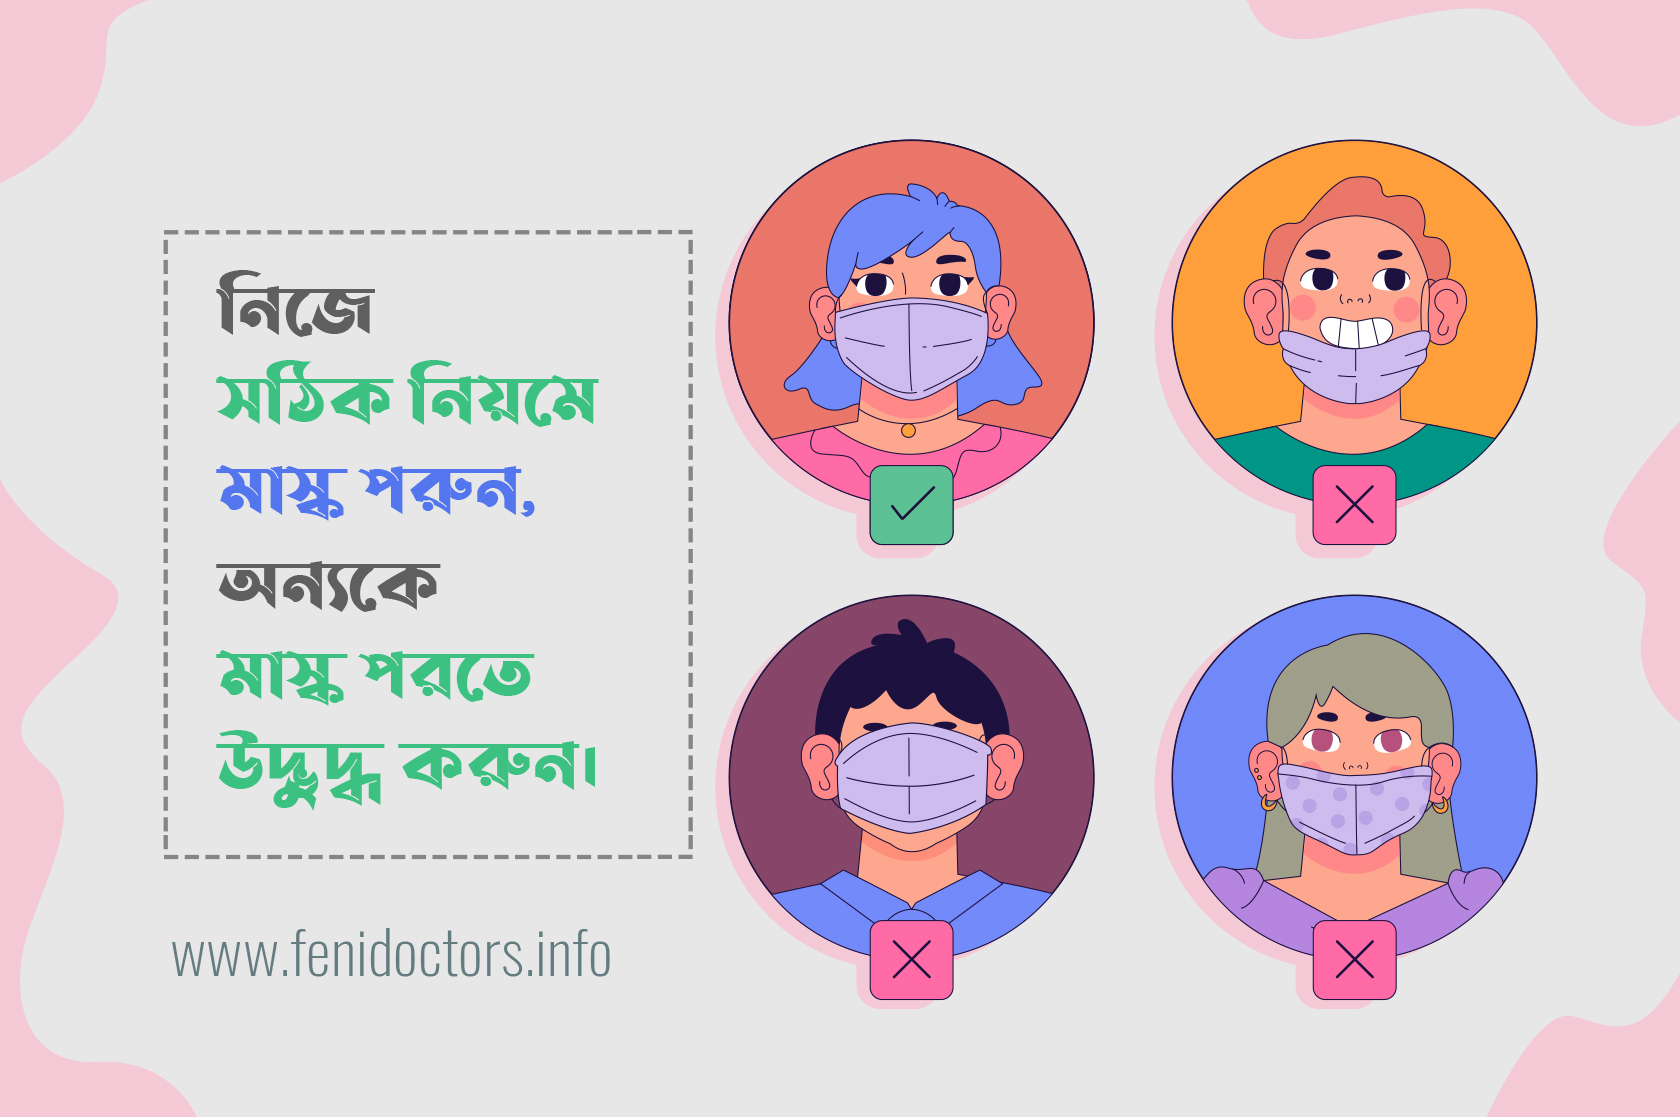 নিজে
সঠিক নিয়মে
মাস্ক পরুন,
অন্যকে
মাস্ক পরতে
উদ্ভুদ্ধ করুন।
www.fenidoctors.info